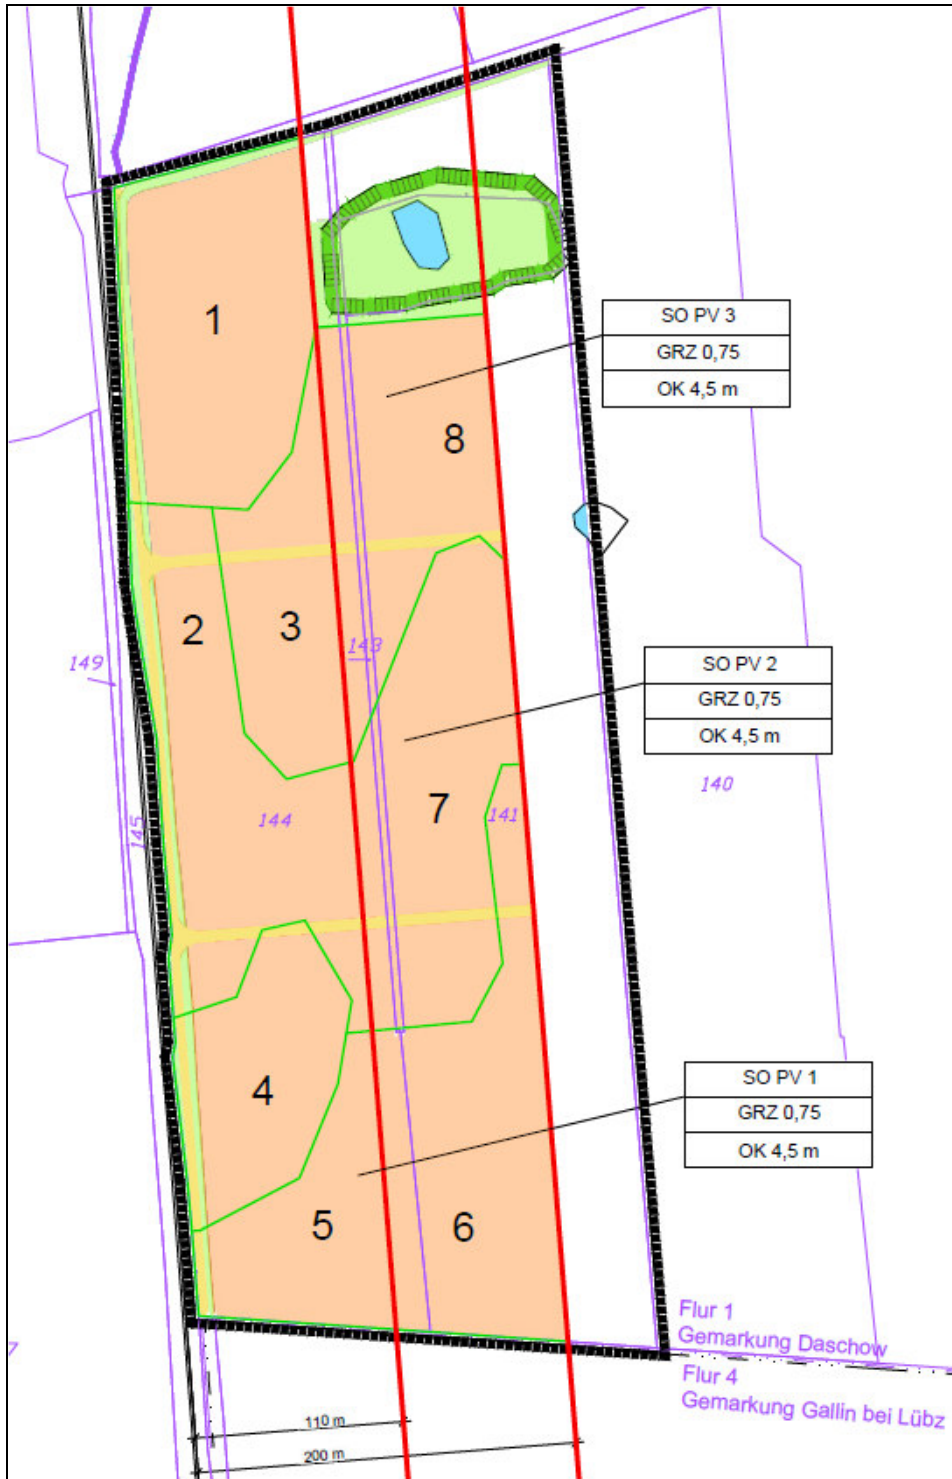 1
SO PV 3
GRZ 0,75
OK 4,5 m
8
2
3
143
149
SO PV 2
GRZ 0,75
OK 4,5 m
140
7
141
144
145
SO PV 1
GRZ 0,75
OK 4,5 m
4
5
6
Flur 1
Gemarkung Daschow
Flur 4
Gemarkung Gallin bei Lübz
7
110 m
200 m